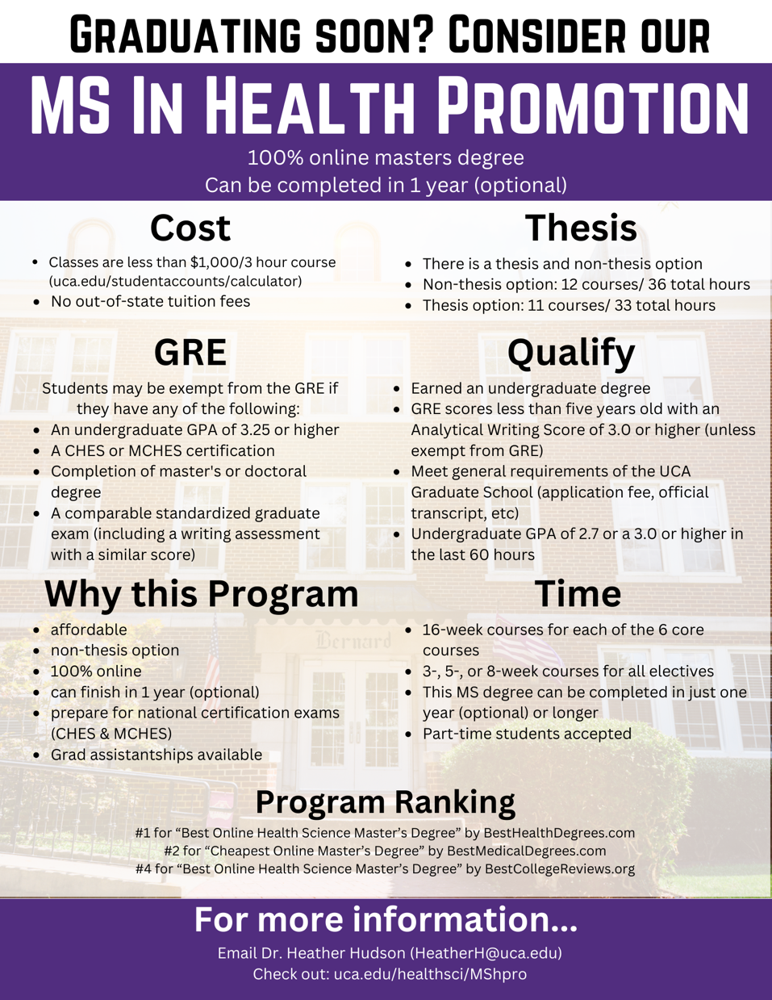 Graduating soon? Consider our
MS In Health Promotion
100% online masters degree
Can be completed in 1 year (optional)
Cost
• Classes are less than $1,000/3 hour course
(uca.edu/studentaccounts/calculator)
• No out-of-state tuition fees
Thesis
• There is a thesis and non-thesis option
• Non-thesis option: 12 courses/ 36 total hours
• Thesis option: 11 courses/ 33 total hours
GRE
Students may be exempt from the GRE if
they have any of the following:
• An undergraduate GPA of 3.25 or higher
• A CHES or MCHES certification
• Completion of master's or doctoral
degree
• A comparable standardized graduate
exam (including a writing assessment
with a similar score)
Qualify
• Earned an undergraduate degree
• GRE scores less than five years old with an
Analytical Writing Score of 3.0 or higher (unless
exempt from GRE)
• Meet general requirements of the UCA
Graduate School (application fee, official
transcript, etc)
• Undergraduate GPA of 2.7 or a 3.0 or higher in
the last 60 hours
Why this Program
• affordable
• non-thesis option
• 100% online
• can finish in 1 year (optional)
• prepare for national certification exams
(CHES & MCHES)
• Grad assistantships available
Time
• 16-week courses for each of the 6 core
courses
• 3-, 5-, or 8-week courses for all electives
• This MS degree can be completed in just one
year (optional) or longer
• Part-time students accepted
Bernard
Program Ranking
#1 for “Best Online Health Science Master’s Degree” by BestHealthDegrees.com
#2 for “Cheapest Online Master’s Degree” by BestMedicalDegrees.com
#4 for “Best Online Health Science Master’s Degree” by BestCollegeReviews.org
For more information...
Email Dr. Heather Hudson (HeatherH@uca.edu)
Check out: uca.edu/healthsci/MShpro